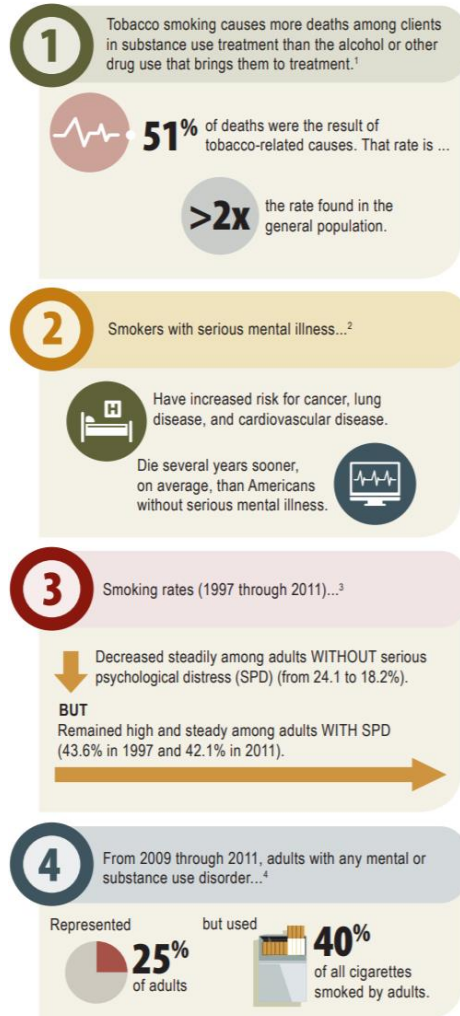 1
Tobacco smoking causes more deaths among clients
in substance use treatment than the alcohol or other
drug use that brings them to treatment.¹
51% of deaths were the result of
tobacco-related causes. That rate is ...
>2x the rate found in the
general population.
2
Smokers with serious mental illness...²
H
Have increased risk for cancer, lung
disease, and cardiovascular disease.
Die several years sooner,
on average, than Americans
without serious mental illness.
3
Smoking rates (1997 through 2011)...³
Decreased steadily among adults WITHOUT serious
psychological distress (SPD) (from 24.1 to 18.2%).
BUT
Remained high and steady among adults WITH SPD
(43.6% in 1997 and 42.1% in 2011).
4
From 2009 through 2011, adults with any mental or
substance use disorder...⁴
Represented
25%
of adults
but used
40%
of all cigarettes
smoked by adults.